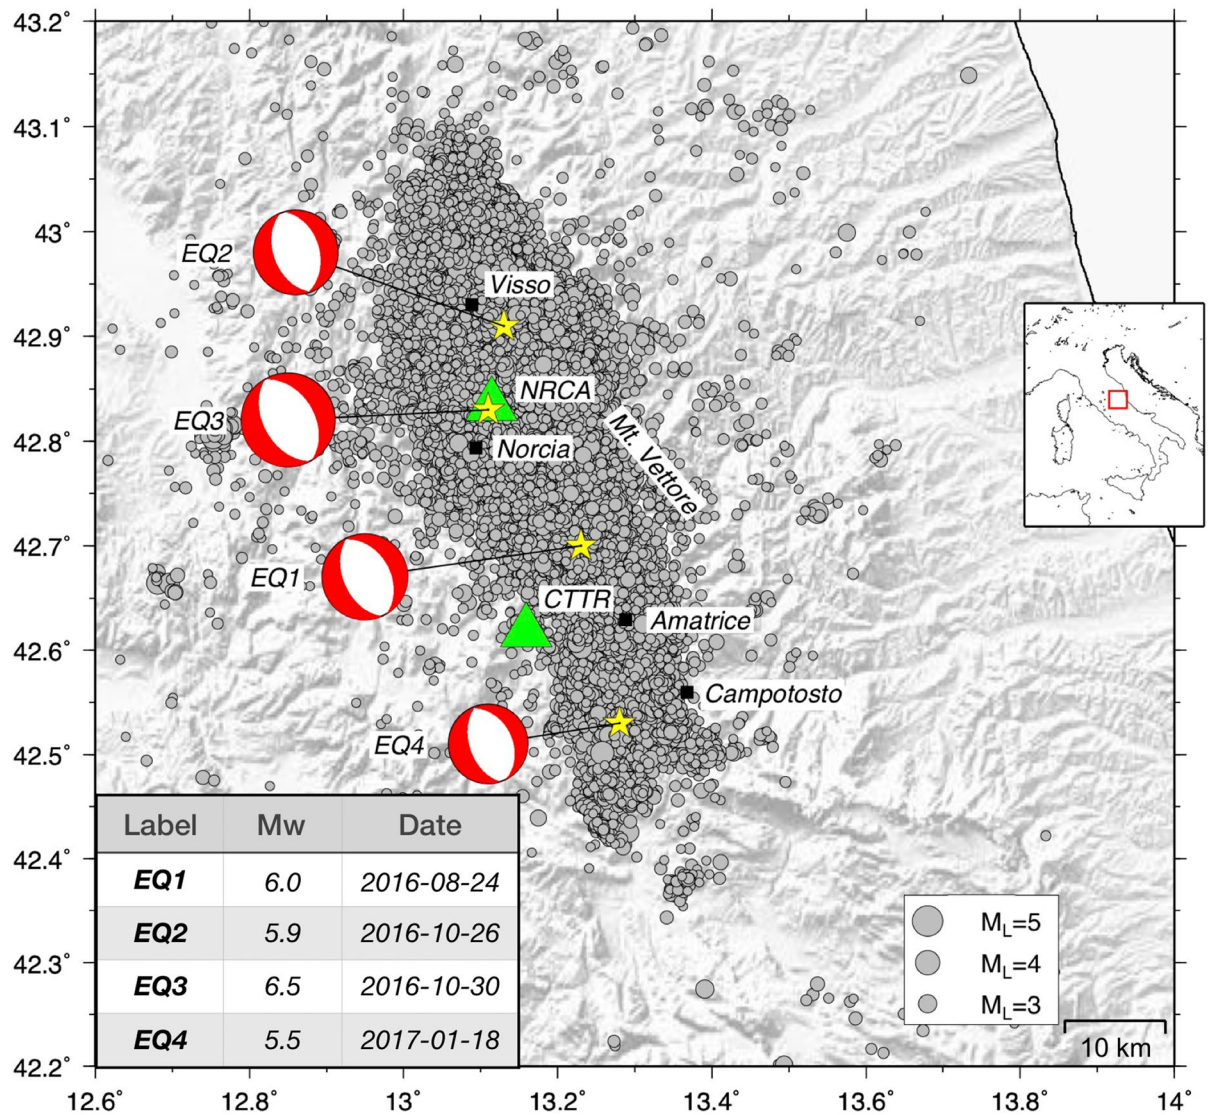 43.2°
43.1°
43°
42.9°
42.8°
42.7°
42.6°
42.5°
42.4°
42.3°
42.2°
EQ2
Visso
NRCA
EQ3
Norcia
Mt. Vettore
EQ1
CTTR
Amatrice
Campotosto
EQ4
Label Mw Date
EQ1 6.0 2016-08-24
EQ2 5.9 2016-10-26
EQ3 6.5 2016-10-30
EQ4 5.5 2017-01-18
M_L=5
M_L=4
M_L=3
10 km
12.6° 12.8° 13° 13.2° 13.4° 13.6° 13.8° 14°